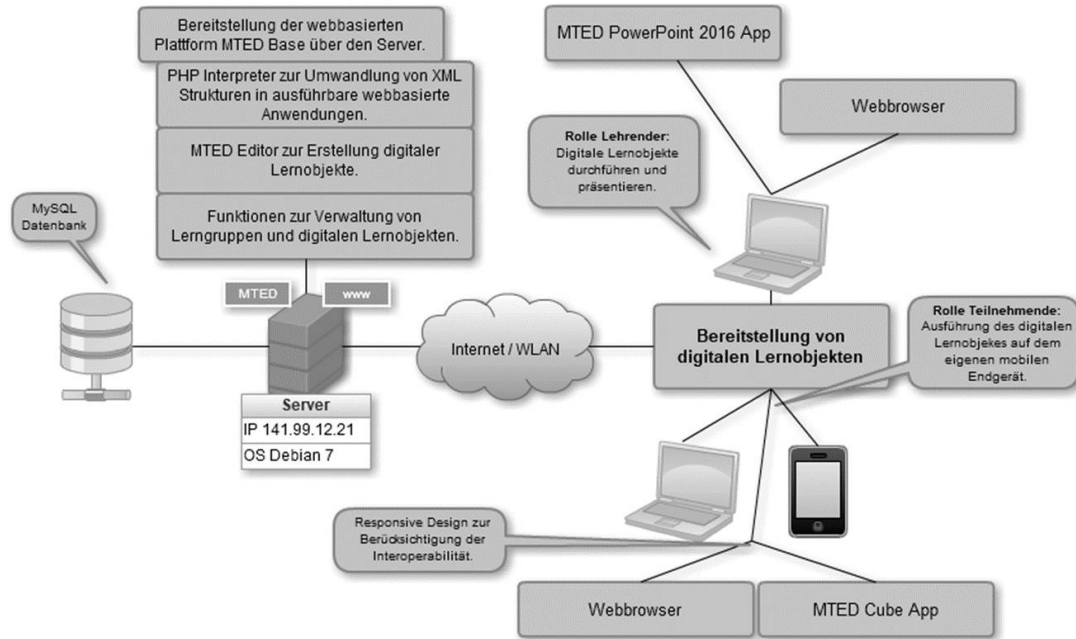 Bereitstellung der webbasierten
Plattform MTED Base über den Server.
PHP Interpreter zur Umwandlung von XML
Strukturen in ausführbare webbasierte
Anwendungen.
MTED Editor zur Erstellung digitaler
Lernobjekte.
Funktionen zur Verwaltung von
Lerngruppen und digitalen Lernobjekten.
MySQL
Datenbank
MTED
www
Server
IP 141.99.12.21
OS Debian 7
Internet / WLAN
MTED PowerPoint 2016 App
Webbrowser
Rolle Lehrender:
Digitale Lernobjekte
durchführen und
präsentieren.
Bereitstellung von
digitalen Lernobjekten
Rolle Teilnehmende:
Ausführung des digitalen
Lernobjekes auf dem
eigenen mobilen
Endgerät.
Responsive Design zur
Berücksichtigung der
Interoperabilität.
Webbrowser
MTED Cube App